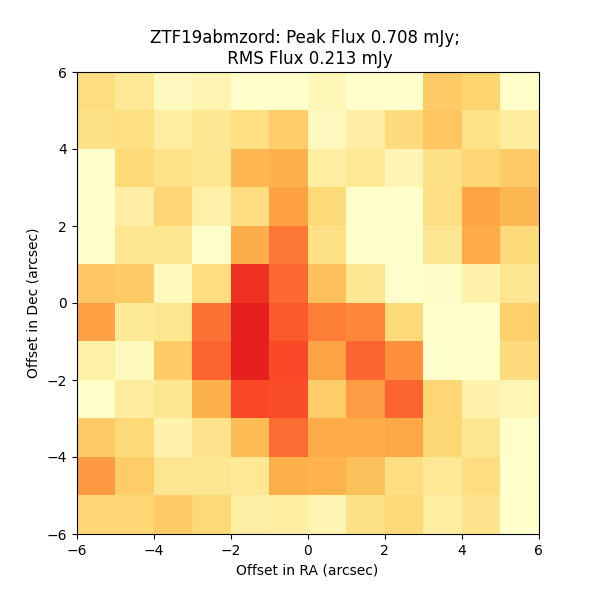 ZTF19abmzord: Peak Flux 0.708 mJy;
RMS Flux 0.213 mJy
6
4
2
0
−2
−4
−6
Offset in Dec (arcsec)
−6 −4 −2 0 2 4 6
Offset in RA (arcsec)